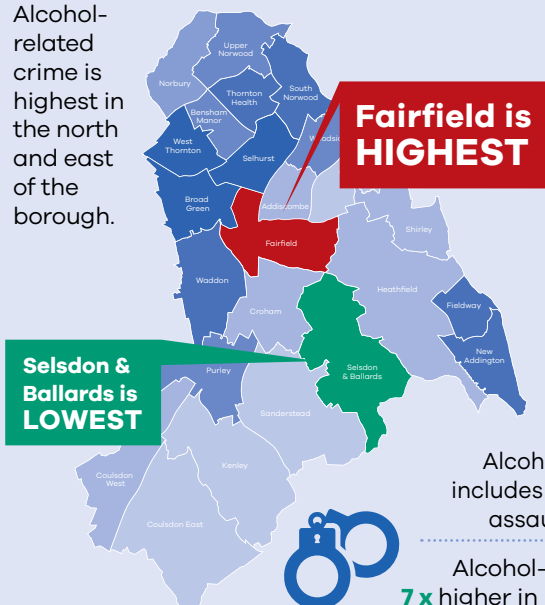 Alcohol-
related
crime is
highest in
the north
and east
of the
borough.
Fairfield is
HIGHEST
Upper
Norwood
Norbury
Thornton
Health
South
Norwood
Bensham
Manor
West
Thornton
Selhurst
Broad
Green
Addiscombe
Shirley
Fairfield
Waddon
Heathfield
Croham
Fieldway
New
Addington
Selsdon &
Ballards is
LOWEST
Purley
Selsdon
& Ballards
Sanderstead
Kenley
Coulsdon
West
Coulsdon East
Alcoh
includes
assau
Alcohol-
7 x higher in